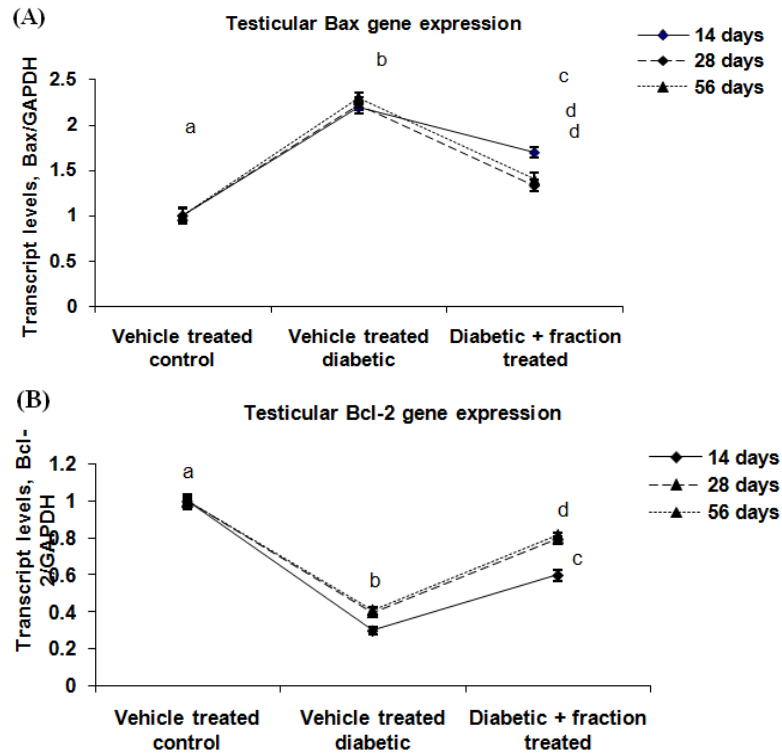 (A)
Testicular Bax gene expression
14 days
28 days
56 days
Transcript levels, Bax/GAPDH
2.5
2
1.5
1
0.5
0
a
b
c
d
d
Vehicle treated
control
Vehicle treated
diabetic
Diabetic + fraction
treated
(B)
Testicular Bcl-2 gene expression
14 days
28 days
56 days
Transcript levels, Bcl-
2/GAPDH
1.2
1
0.8
0.6
0.4
0.2
0
a
b
d
c
Vehicle treated
control
Vehicle treated
diabetic
Diabetic + fraction
treated